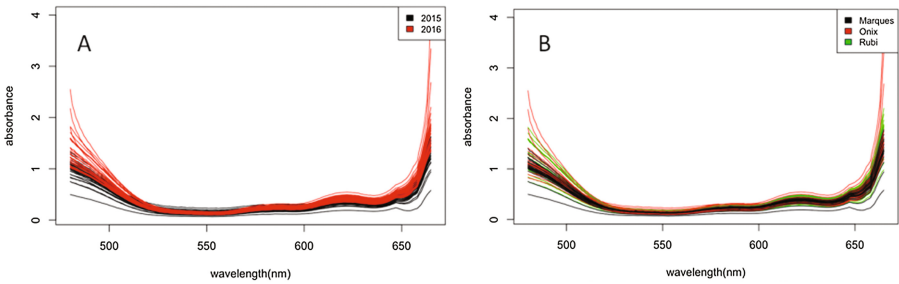 A
2015
2016
absorbance
4
3
2
1
0
500
550
600
650
wavelength(nm)
B
Marques
Onix
Rubi
absorbance
4
3
2
1
0
500
550
600
650
wavelength(nm)